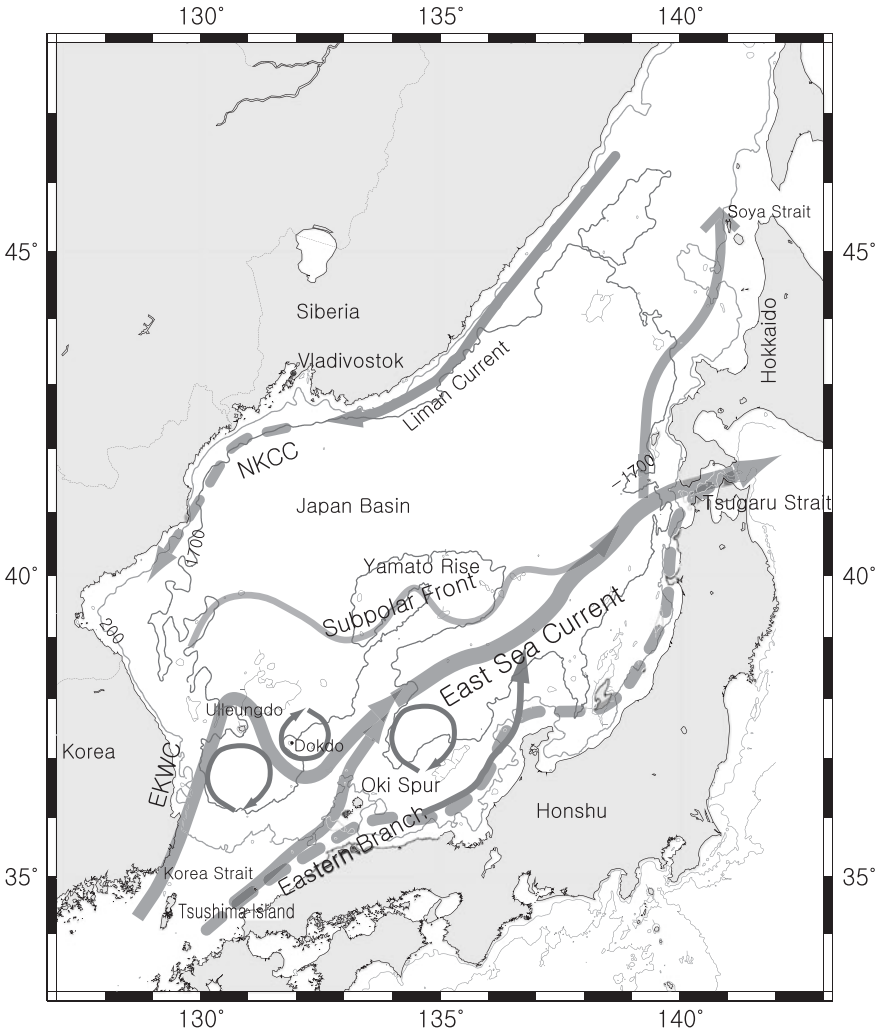 130° 135° 140°
Soya Strait
45° 45°
Siberia
Hokkaido
Vladivostok
Liman Current
NKCC
-1700
Japan Basin
Tsugaru Strait
1700
Yamato Rise
40° 40°
Subpolar Front
200
East Sea Current
Ulleungdo
Dokdo
Korea
EKWC
Oki Spur
Honshu
Eastern Branch
Korea Strait
35° 35°
Tsushima Island
130° 135° 140°